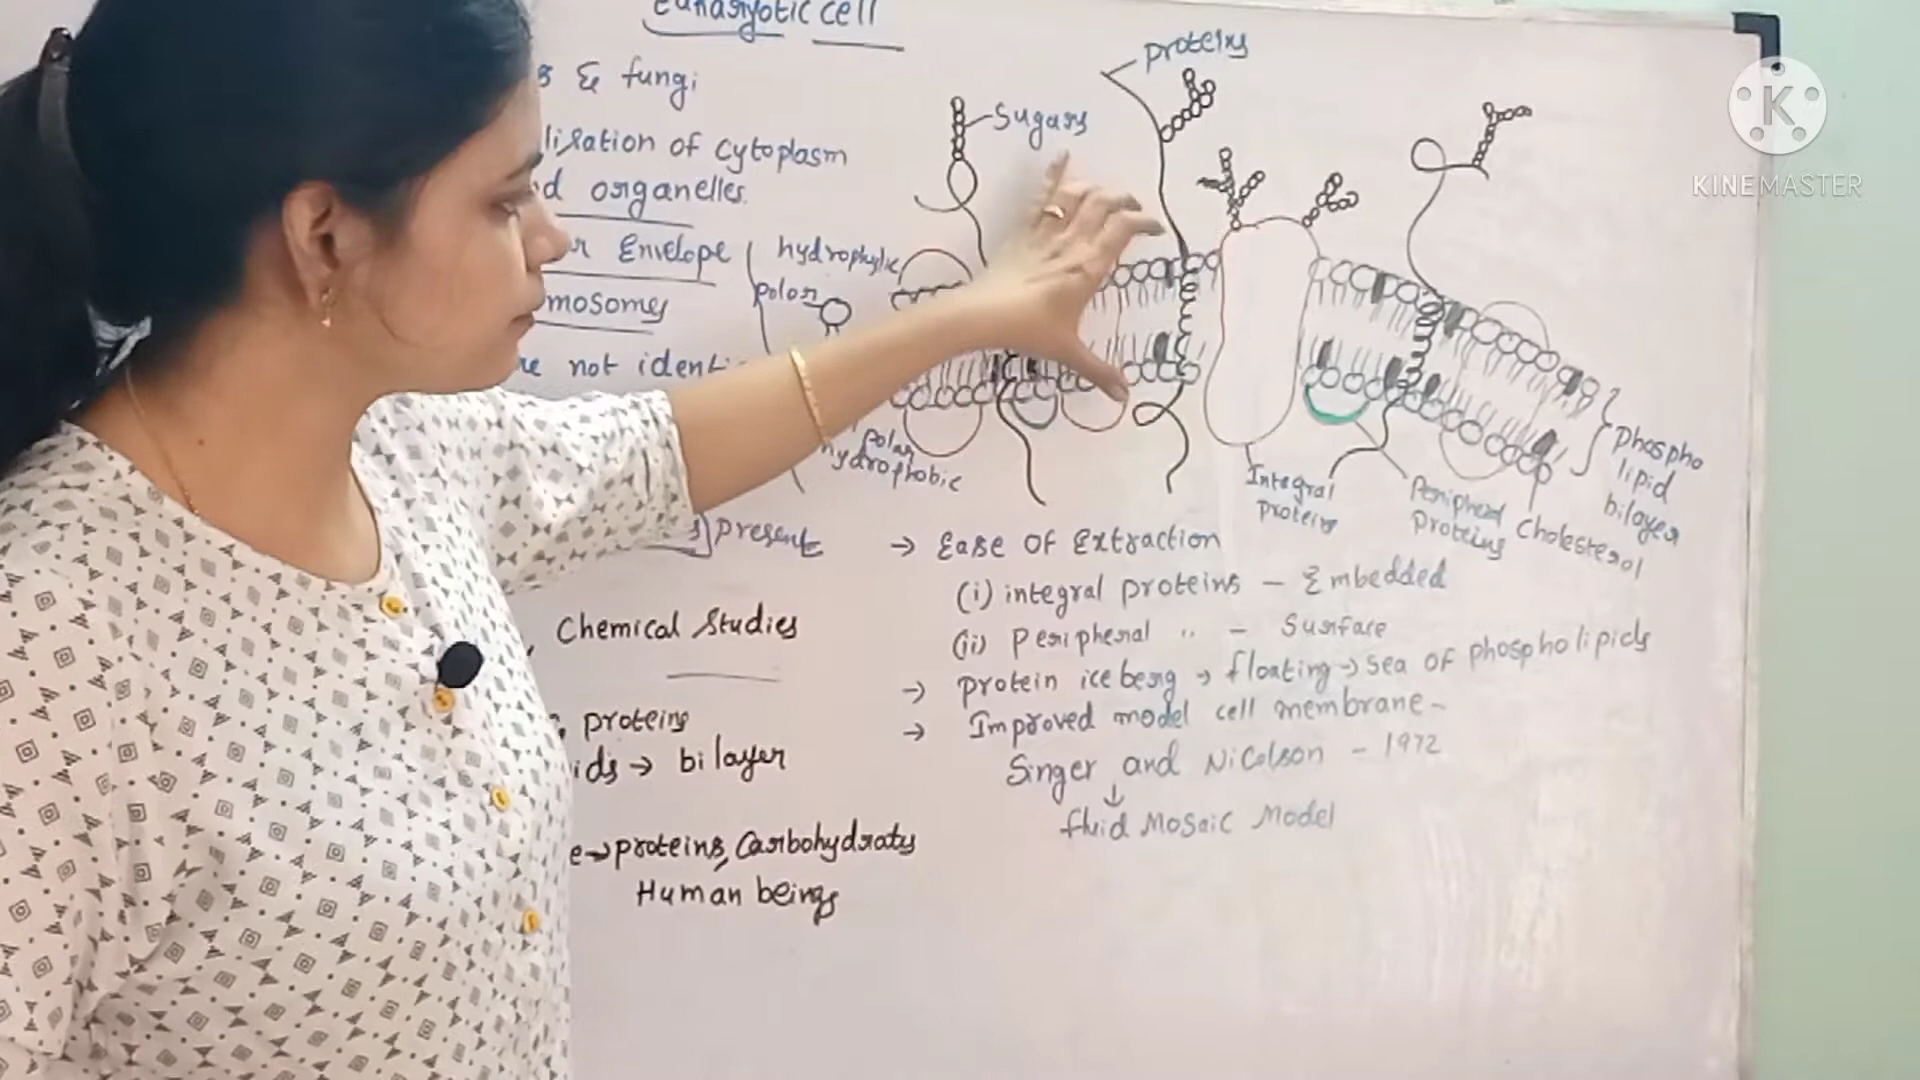 Eukaryotic cell
& fungi
lisation of cytoplasm
organelles.
Envelope
mosomes
not identi
present
Chemical Studies
proteins
ids → bilayer
e → proteins, Carbohydrats
Human beings
proteins
Sugars
hydrophylic
polar
polar
hydrophobic
Integral
proteins
Peripheral
proteins
Cholesterol
phospho
lipid
bilayer
→ Ease of Extraction
(i) integral proteins – Embedded
(ii) Peripheral " – Surface
→ protein iceberg → floating → sea of phospholipids
→ Improved model cell membrane –
Singer and Nicolson – 1972
↓
fluid Mosaic Model
K
KINEMASTER